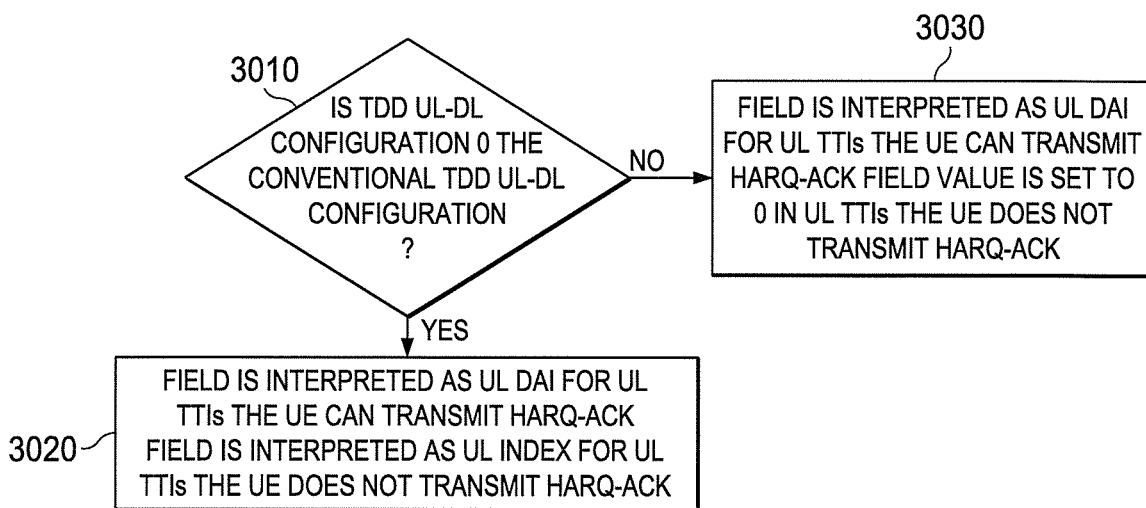 3010
IS TDD UL-DL
CONFIGURATION 0 THE
CONVENTIONAL TDD UL-DL
CONFIGURATION
?
NO
3030
FIELD IS INTERPRETED AS UL DAI
FOR UL TTIs THE UE CAN TRANSMIT
HARQ-ACK FIELD VALUE IS SET TO
0 IN UL TTIs THE UE DOES NOT
TRANSMIT HARQ-ACK
YES
3020
FIELD IS INTERPRETED AS UL DAI FOR UL
TTIs THE UE CAN TRANSMIT HARQ-ACK
FIELD IS INTERPRETED AS UL INDEX FOR UL
TTIs THE UE DOES NOT TRANSMIT HARQ-ACK